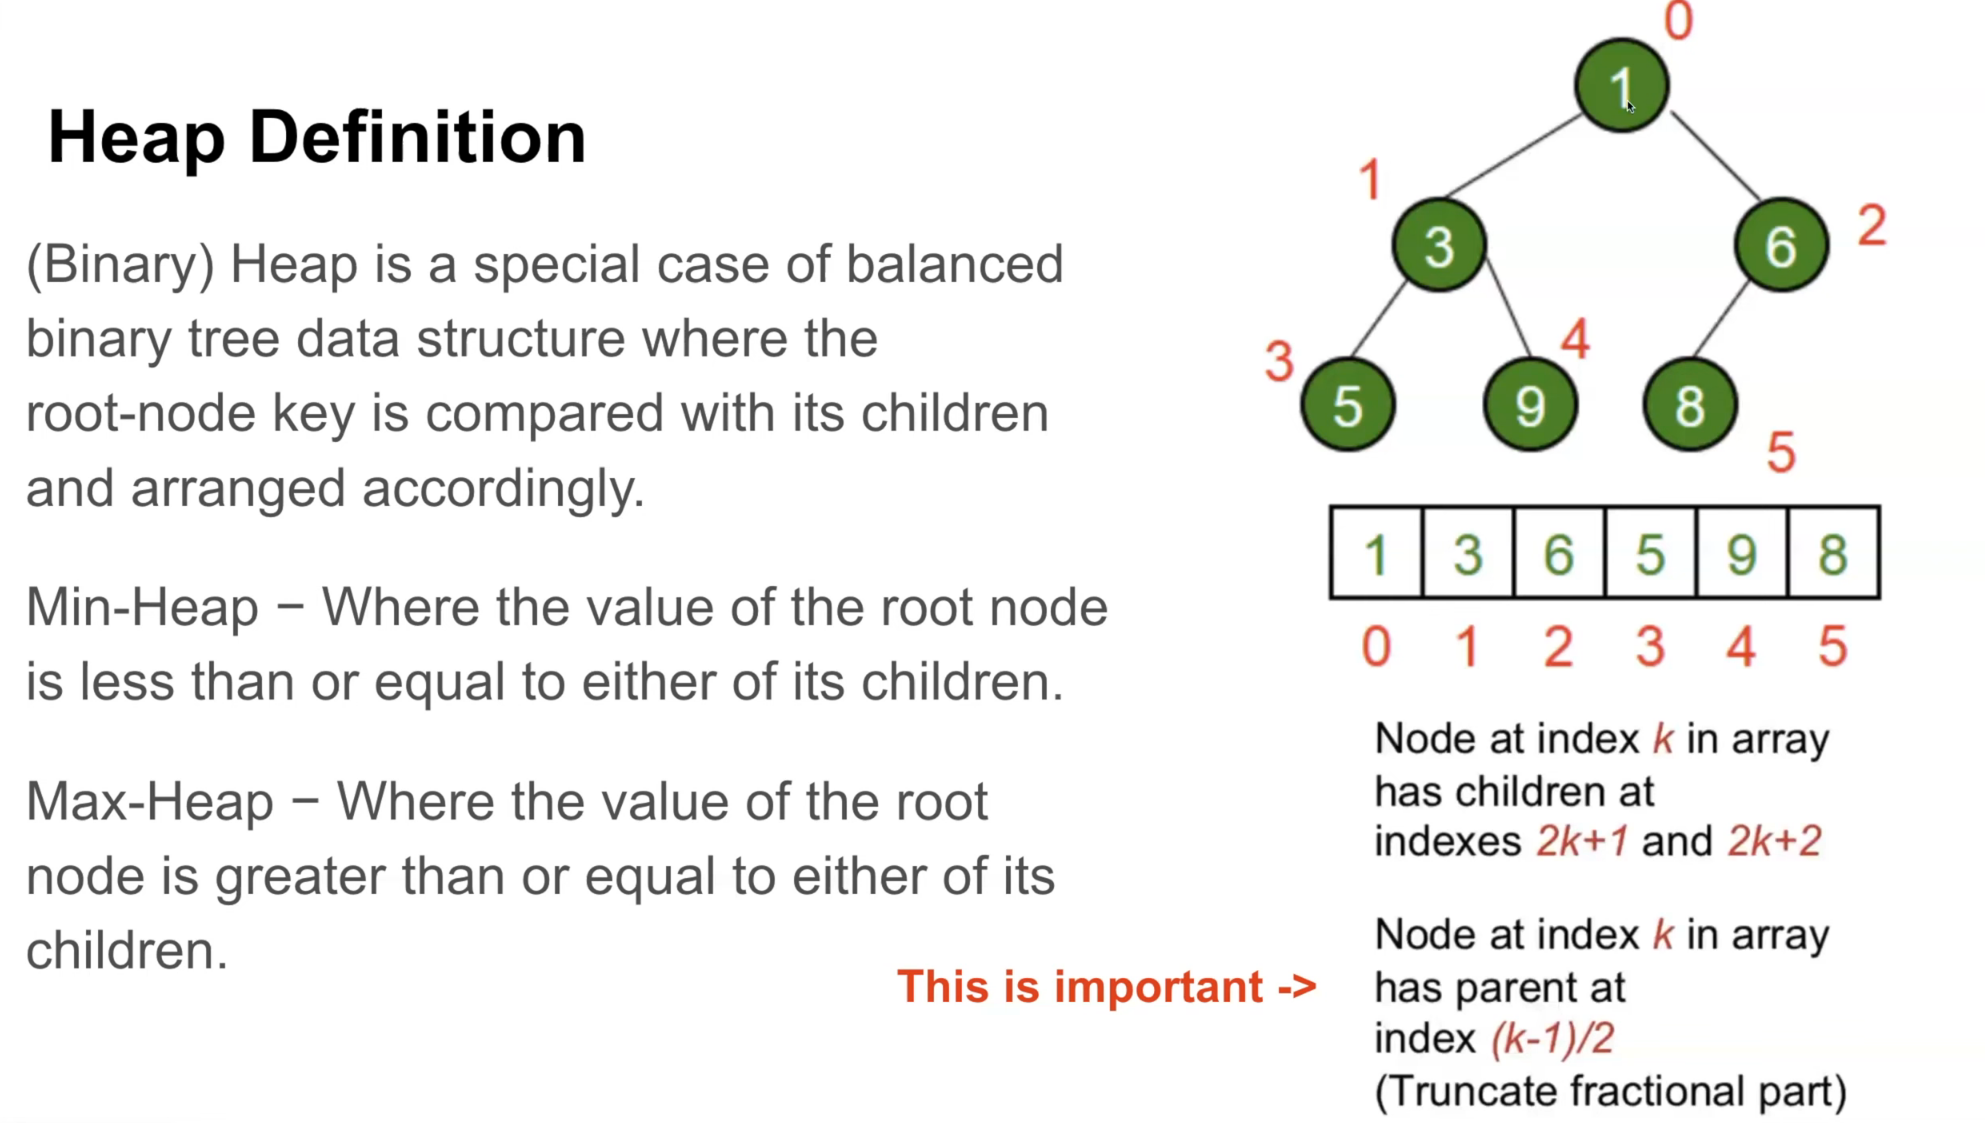 Heap Definition
(Binary) Heap is a special case of balanced
binary tree data structure where the
root-node key is compared with its children
and arranged accordingly.
Min-Heap − Where the value of the root node
is less than or equal to either of its children.
Max-Heap − Where the value of the root
node is greater than or equal to either of its
children.
This is important ->
0
1
1
3
6
2
3
4
5
9
8
5
1 3 6 5 9 8
0 1 2 3 4 5
Node at index k in array
has children at
indexes 2k+1 and 2k+2
Node at index k in array
has parent at
index (k-1)/2
(Truncate fractional part)